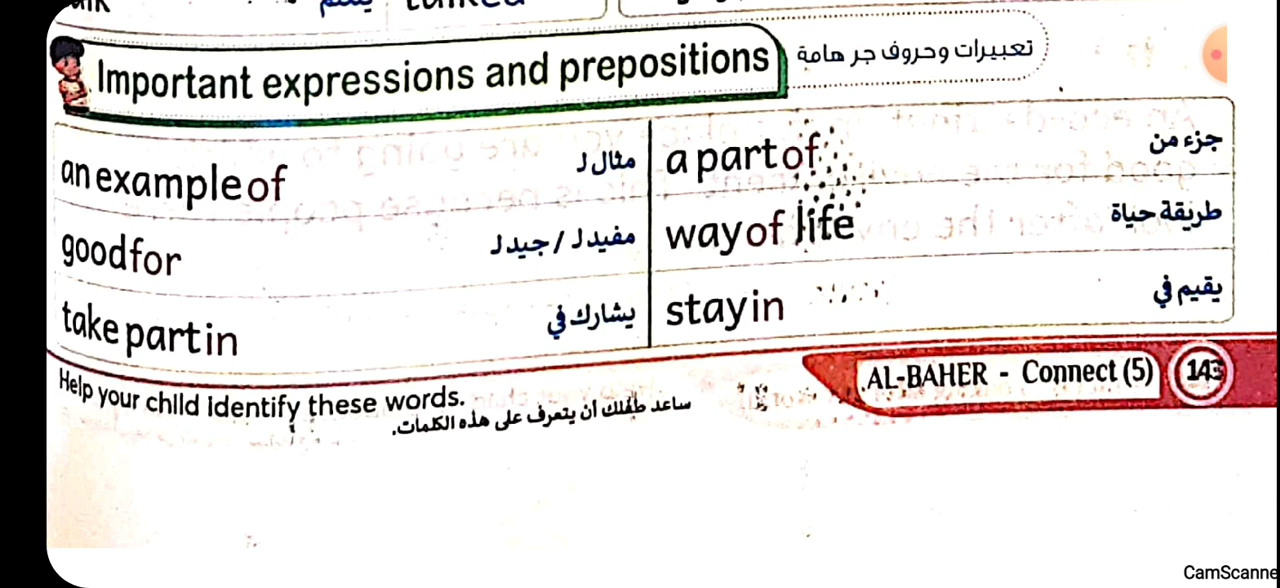 Important expressions and prepositions
تعبيرات وحروف جر هامة
an example of مثال لـ
a part of جزء من
good for مفيد لـ / جيد لـ
way of life طريقة حياة
take part in يشارك في
stay in يقيم في
Help your child identify these words.
ساعد طفلك أن يتعرف على هذه الكلمات.
AL-BAHER - Connect (5) 143